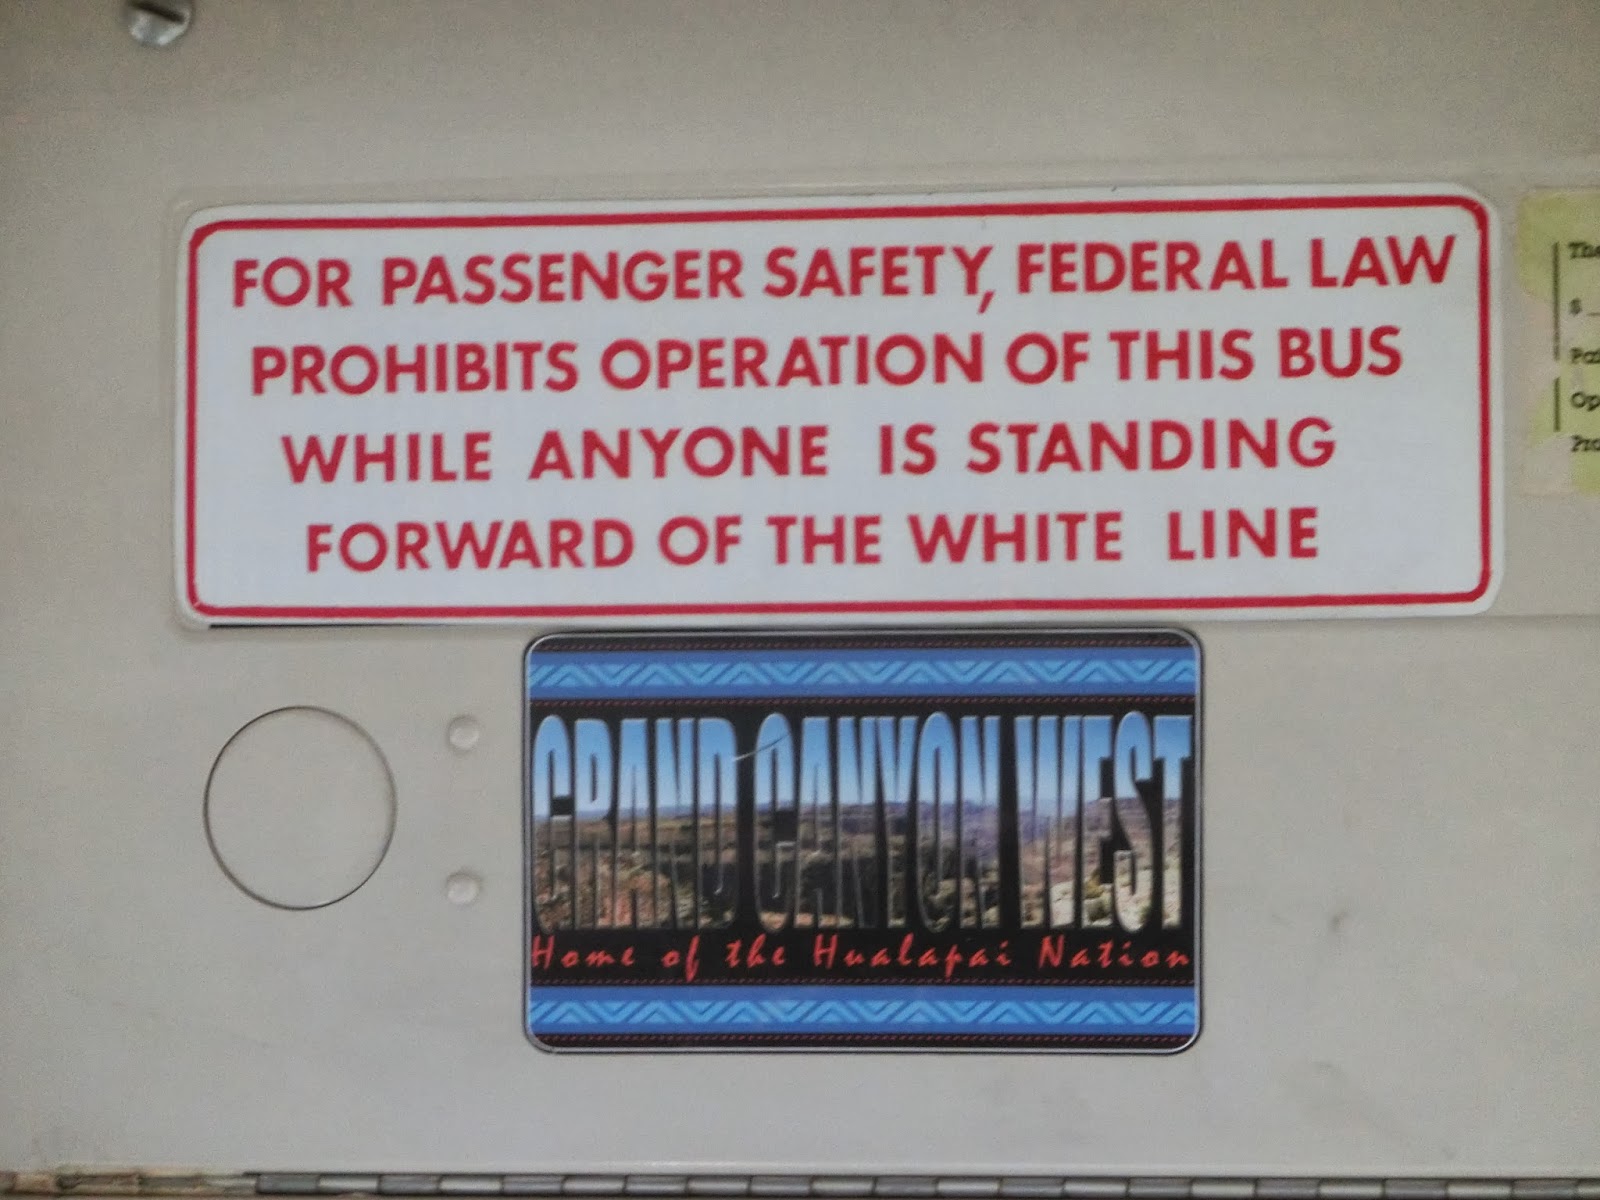 FOR PASSENGER SAFETY, FEDERAL LAW
PROHIBITS OPERATION OF THIS BUS
WHILE ANYONE IS STANDING
FORWARD OF THE WHITE LINE
GRAND CANYON WEST
Home of the Hualapai Nation
$